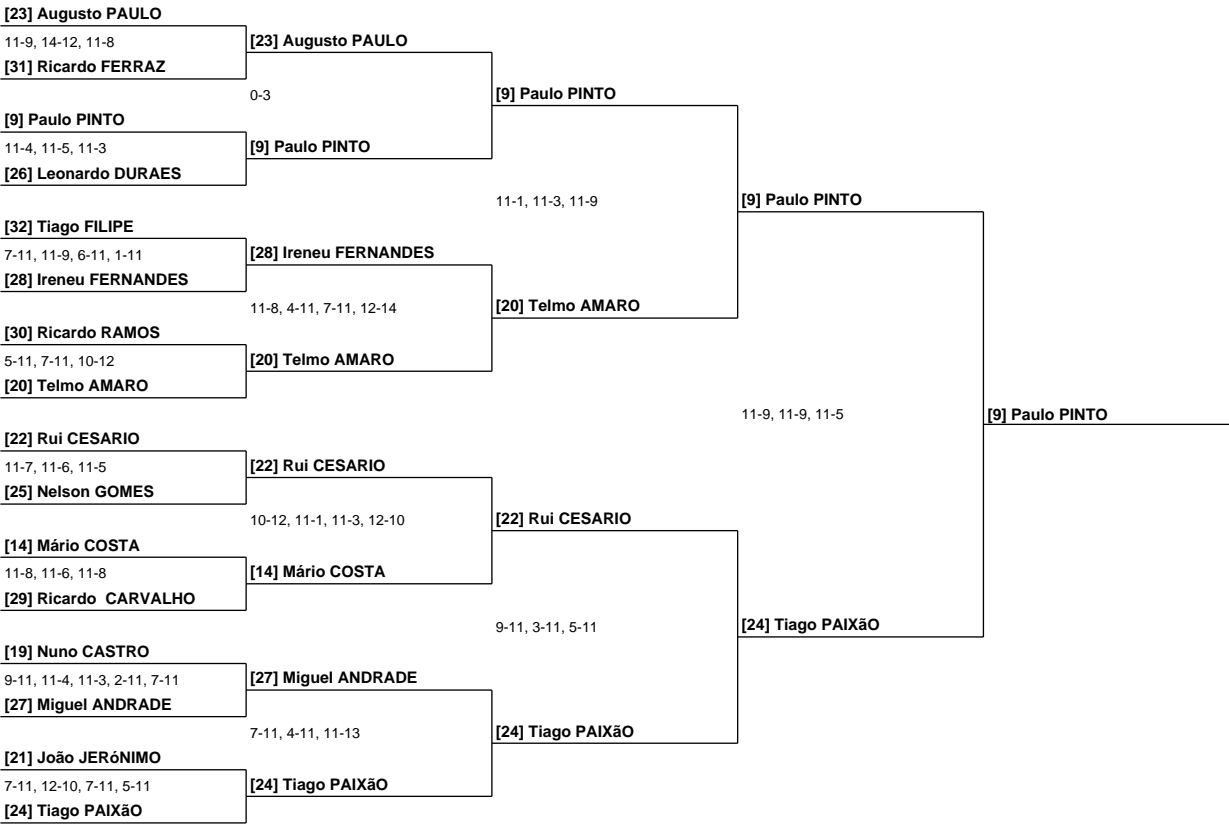 [23] Augusto PAULO
11-9, 14-12, 11-8
[31] Ricardo FERRAZ
[9] Paulo PINTO
11-4, 11-5, 11-3
[26] Leonardo DURAES
[32] Tiago FILIPE
7-11, 11-9, 6-11, 1-11
[28] Ireneu FERNANDES
[30] Ricardo RAMOS
5-11, 7-11, 10-12
[20] Telmo AMARO
[22] Rui CESARIO
11-7, 11-6, 11-5
[25] Nelson GOMES
[14] Mário COSTA
11-8, 11-6, 11-8
[29] Ricardo  CARVALHO
[19] Nuno CASTRO
9-11, 11-4, 11-3, 2-11, 7-11
[27] Miguel ANDRADE
[21] João JERóNIMO
7-11, 12-10, 7-11, 5-11
[24] Tiago PAIXãO
[23] Augusto PAULO
0-3
[9] Paulo PINTO
[28] Ireneu FERNANDES
11-8, 4-11, 7-11, 12-14
[20] Telmo AMARO
[22] Rui CESARIO
10-12, 11-1, 11-3, 12-10
[14] Mário COSTA
[27] Miguel ANDRADE
7-11, 4-11, 11-13
[24] Tiago PAIXãO
[9] Paulo PINTO
11-1, 11-3, 11-9
[20] Telmo AMARO
[22] Rui CESARIO
9-11, 3-11, 5-11
[24] Tiago PAIXãO
[9] Paulo PINTO
11-9, 11-9, 11-5
[24] Tiago PAIXãO
[9] Paulo PINTO